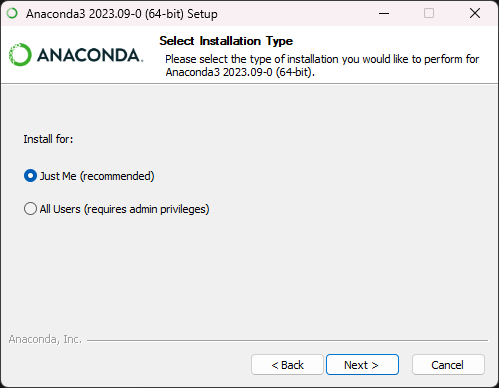 Anaconda3 2023.09-0 (64-bit) Setup
ANACONDA.
Select Installation Type
Please select the type of installation you would like to perform for
Anaconda3 2023.09-0 (64-bit).
Install for:
Just Me (recommended)
All Users (requires admin privileges)
Anaconda, Inc.
< Back
Next >
Cancel